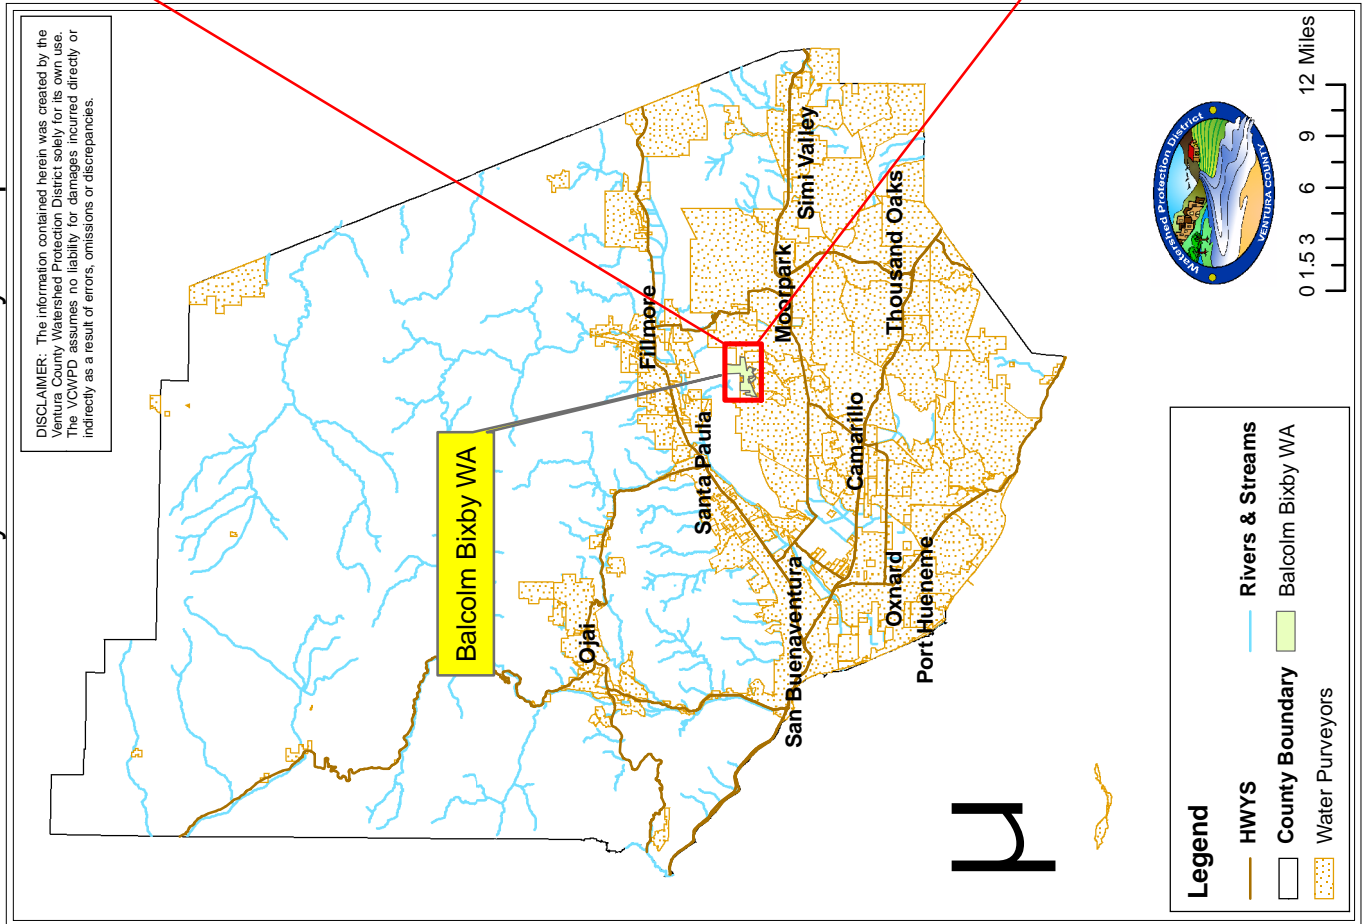 DISCLAIMER: The information contained herein was created by the
Ventura County Watershed Protection District solely for its own use.
The VCWPD assumes no liability for damages incurred directly or
indirectly as a result of errors, omissions or discrepancies.
Balcolm Bixby WA
Ojai
Fillmore
Santa Paula
San Buenaventura
Moorpark
Simi Valley
Camarillo
Thousand Oaks
Oxnard
Port Hueneme
µ
Legend
HWYS
Rivers & Streams
County Boundary
Balcolm Bixby WA
Water Purveyors
Watershed Protection District
VENTURA COUNTY
0 1.5 3 6 9 12 Miles